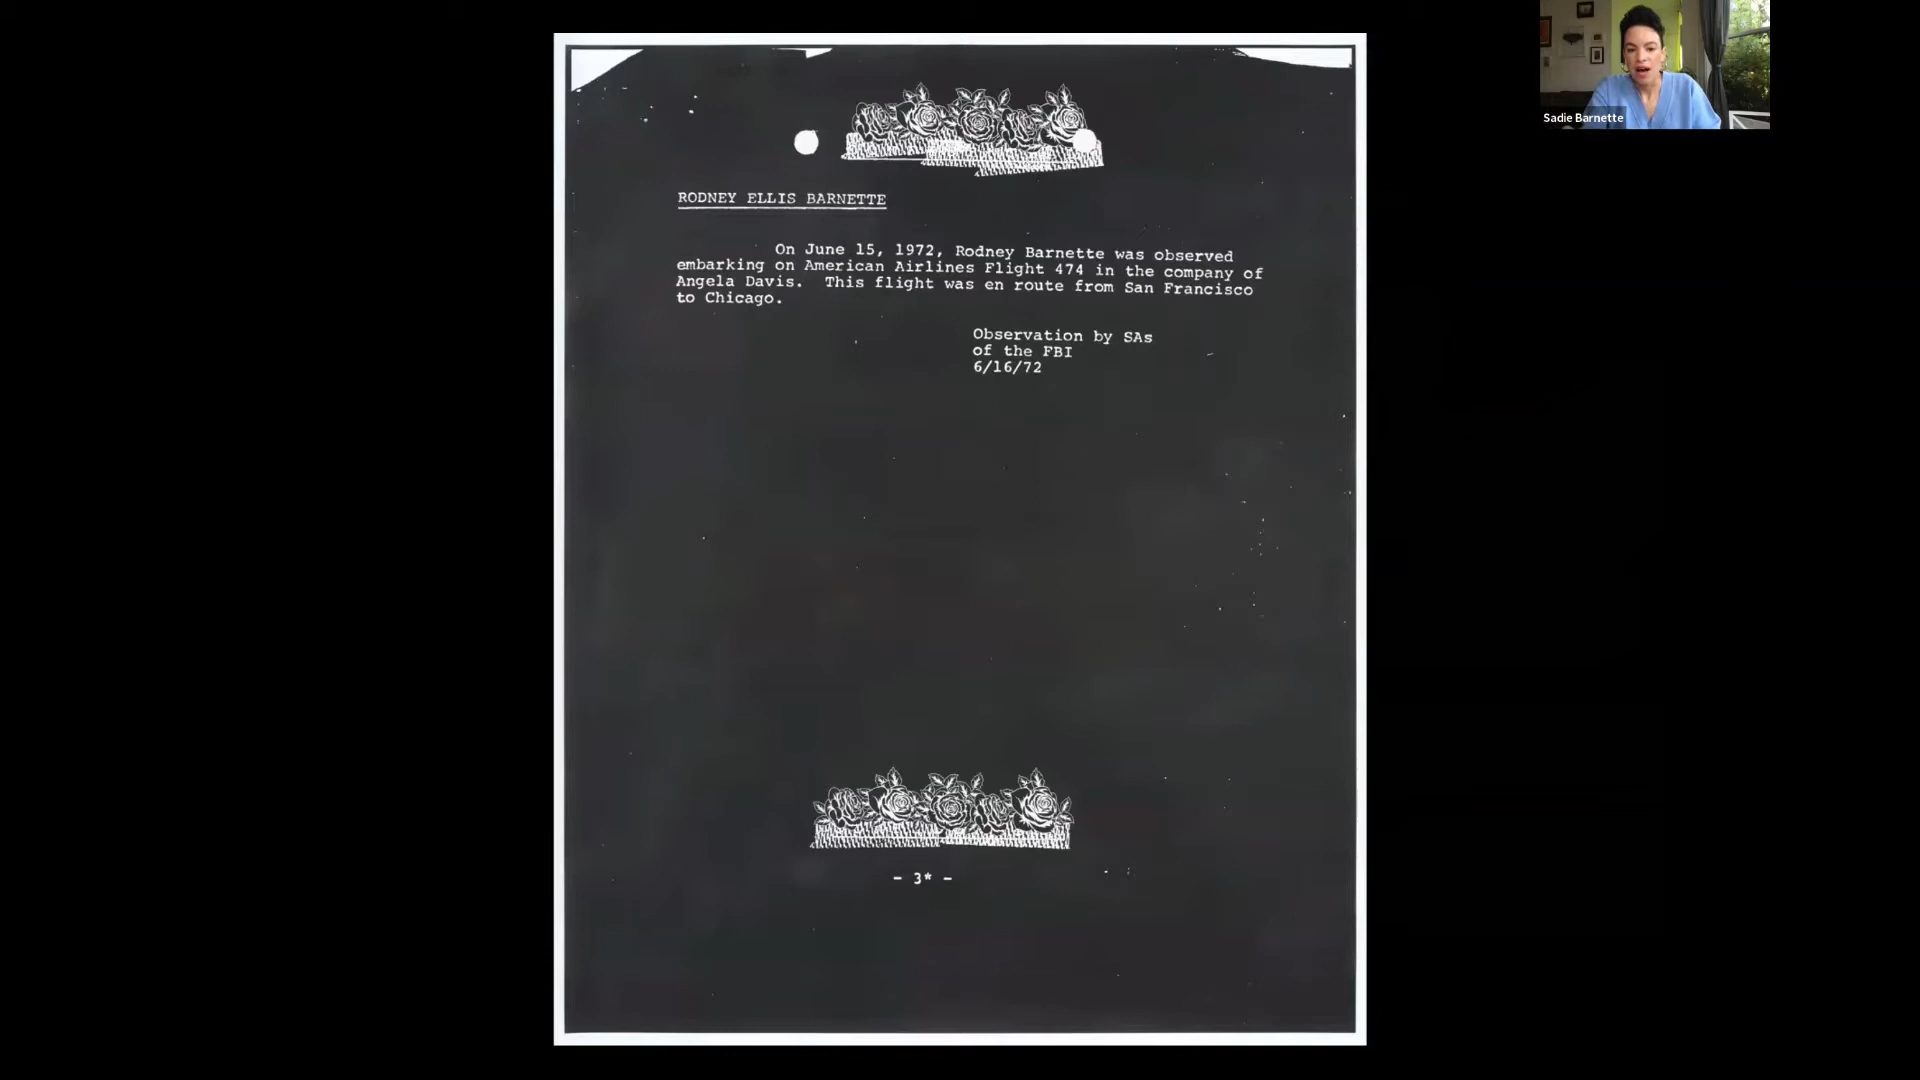 Sadie Barnette
RODNEY ELLIS BARNETTE
On June 15, 1972, Rodney Barnette was observed
embarking on American Airlines Flight 474 in the company of
Angela Davis. This flight was en route from San Francisco
to Chicago.
Observation by SAs
of the FBI
6/16/72
- 3* -